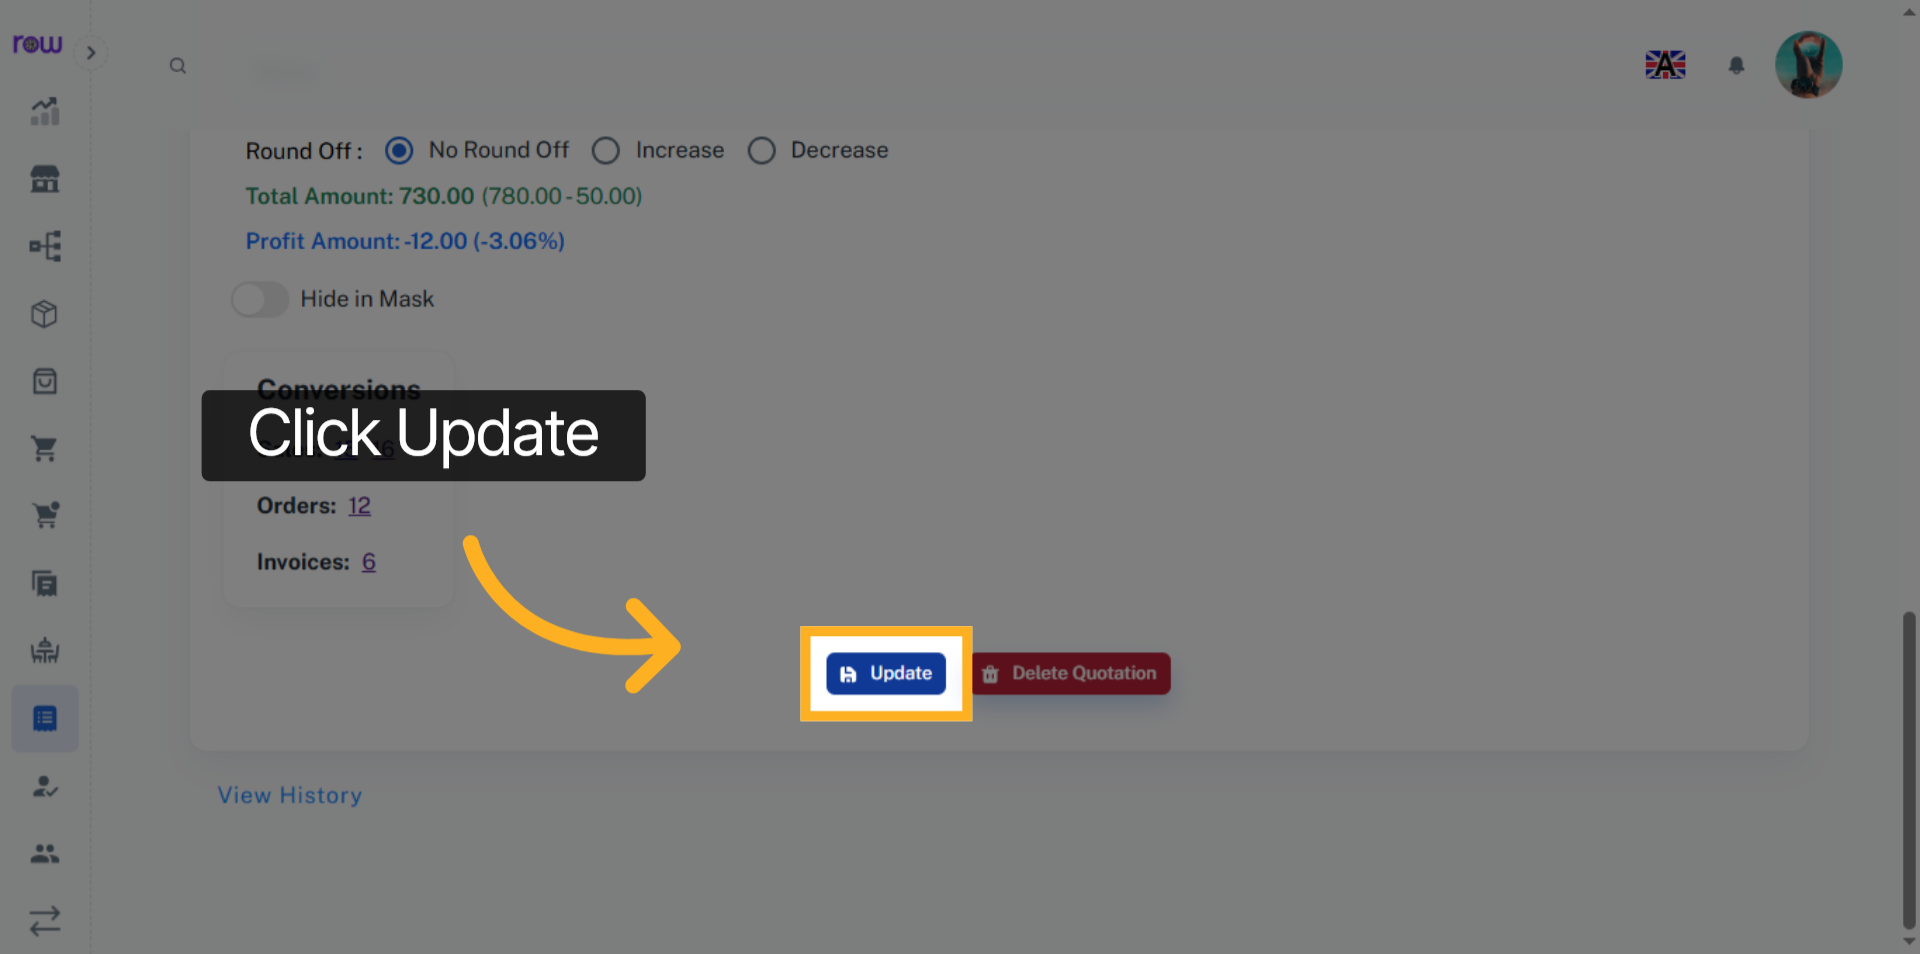 row
A
Round Off : No Round Off Increase Decrease
Total Amount: 730.00 (780.00 - 50.00)
Profit Amount: -12.00 (-3.06%)
Hide in Mask
Conversions
Click Update
Orders: 12
Invoices: 6
Update Delete Quotation
View History